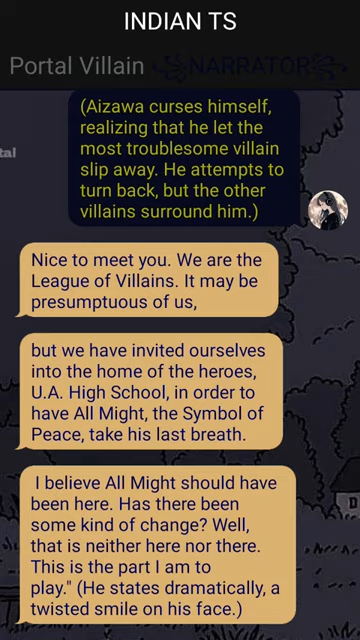 INDIAN TS
Portal Villain ꧁NARRATOR꧂
tal
(Aizawa curses himself,
realizing that he let the
most troublesome villain
slip away. He attempts to
turn back, but the other
villains surround him.)
Nice to meet you. We are the
League of Villains. It may be
presumptuous of us,
but we have invited ourselves
into the home of the heroes,
U.A. High School, in order to
have All Might, the Symbol of
Peace, take his last breath.
I believe All Might should have
been here. Has there been
some kind of change? Well,
that is neither here nor there.
This is the part I am to
play." (He states dramatically, a
twisted smile on his face.)